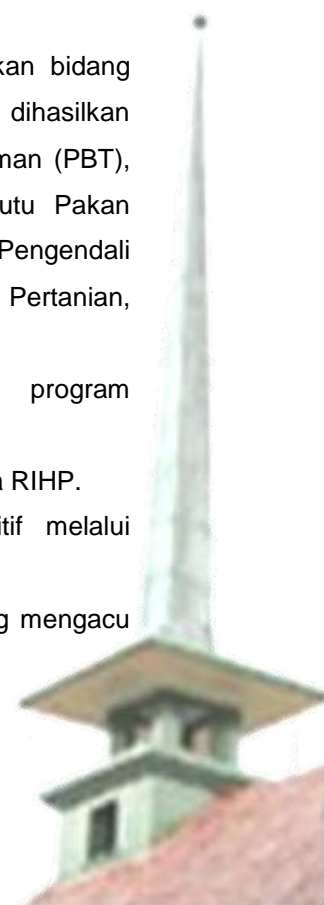 kan bidang
dihasilkan
man (PBT),
utu Pakan
Pengendali
Pertanian,
program
a RIHP.
itif melalui
g mengacu